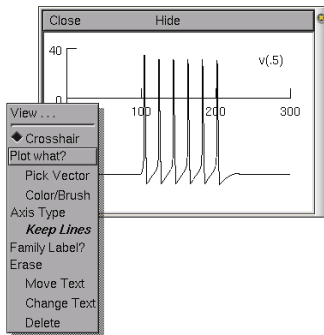 Close Hide
40
v(.5)
0
100 200 300
View . . .
Crosshair
Plot what?
Pick Vector
Color/Brush
Axis Type
Keep Lines
Family Label?
Erase
Move Text
Change Text
Delete